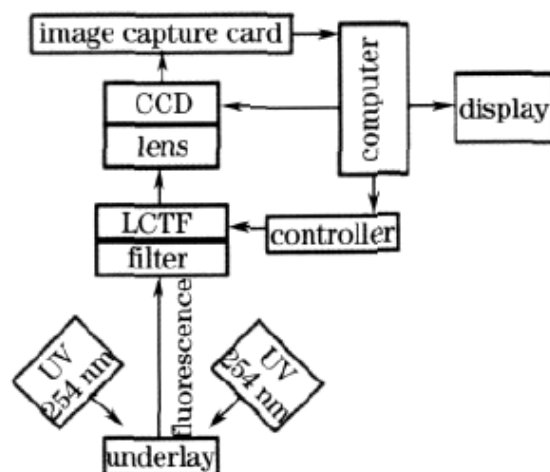 image capture card
computer
CCD
display
lens
LCTF
controller
filter
fluorescence
UV
254 nm
UV
254 nm
underlay